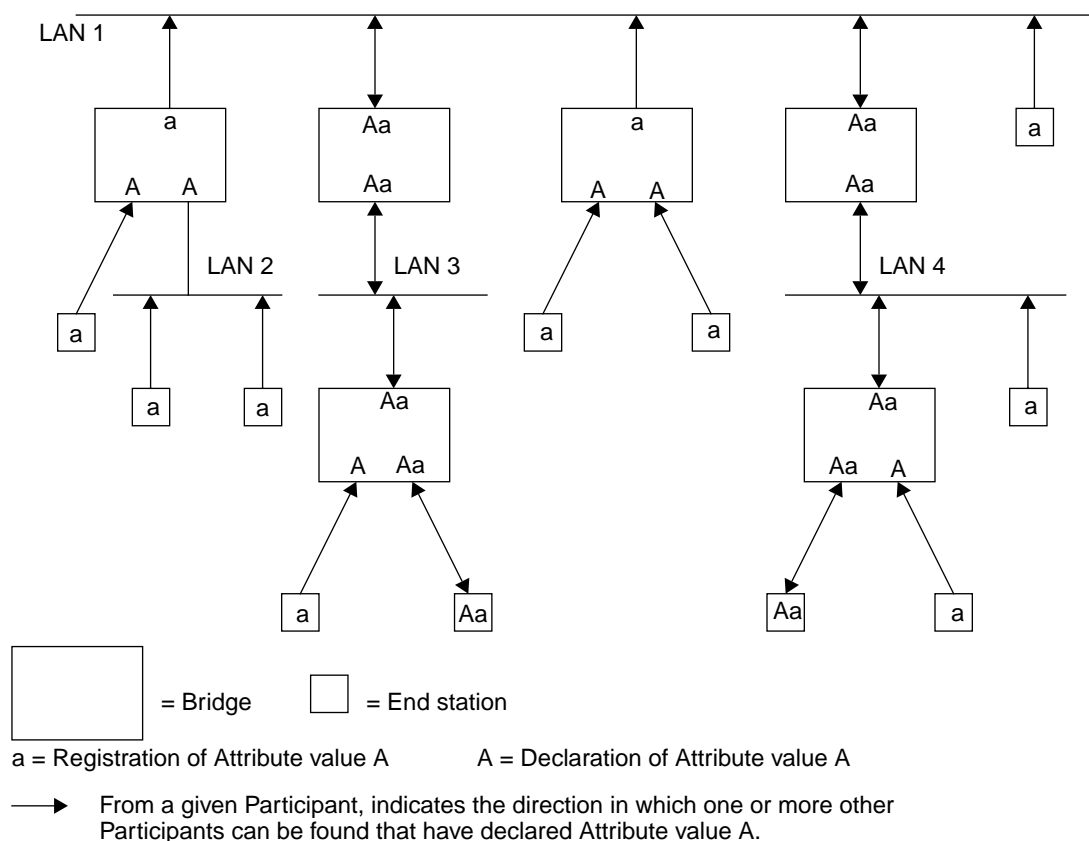 LAN 1
a
Aa
a
Aa
a
Aa
Aa
A A
A A
LAN 2
LAN 3
LAN 4
a
a
a
a
a
Aa
Aa
a
A Aa
Aa A
a
Aa
Aa
a
= Bridge
= End station
a = Registration of Attribute value A
A = Declaration of Attribute value A
From a given Participant, indicates the direction in which one or more other
Participants can be found that have declared Attribute value A.